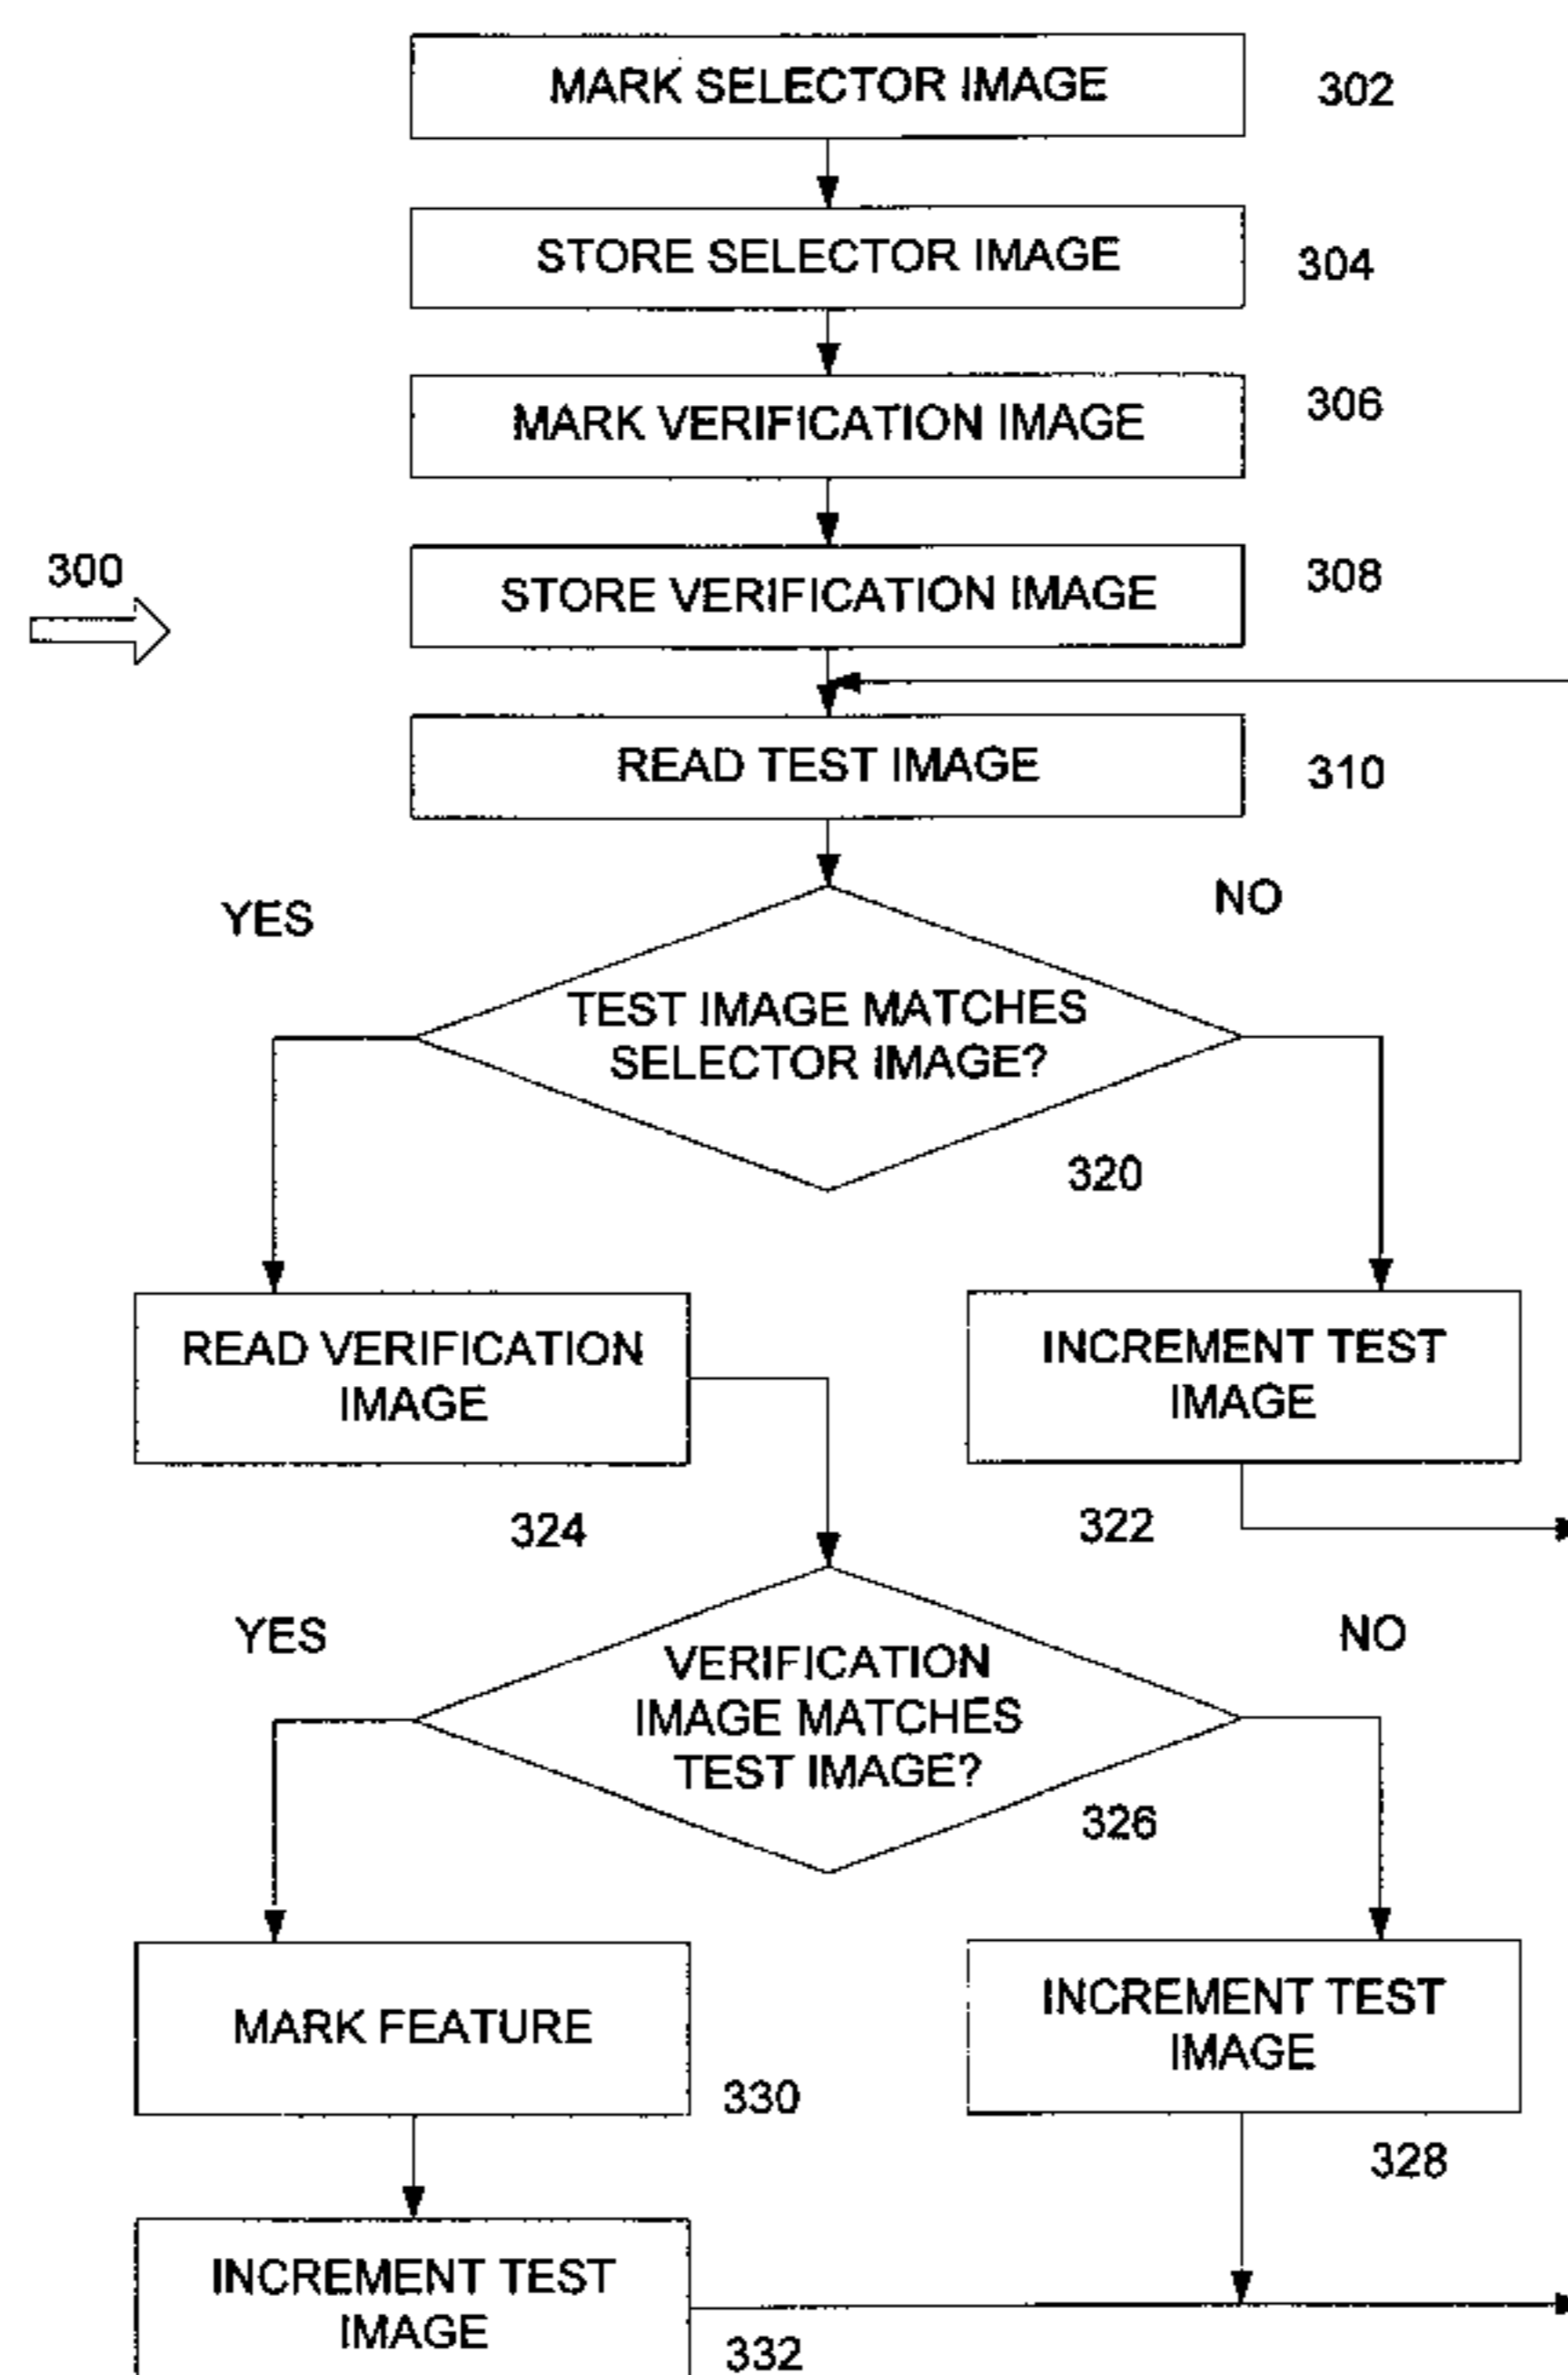 MARK SELECTOR IMAGE
302
STORE SELECTOR IMAGE
304
MARK VERIFICATION IMAGE
306
300
STORE VERIFICATION IMAGE
308
READ TEST IMAGE
310
YES
NO
TEST IMAGE MATCHES
SELECTOR IMAGE?
320
READ VERIFICATION
IMAGE
324
INCREMENT TEST
IMAGE
322
YES
NO
VERIFICATION
IMAGE MATCHES
TEST IMAGE?
326
MARK FEATURE
330
INCREMENT TEST
IMAGE
328
INCREMENT TEST
IMAGE
332